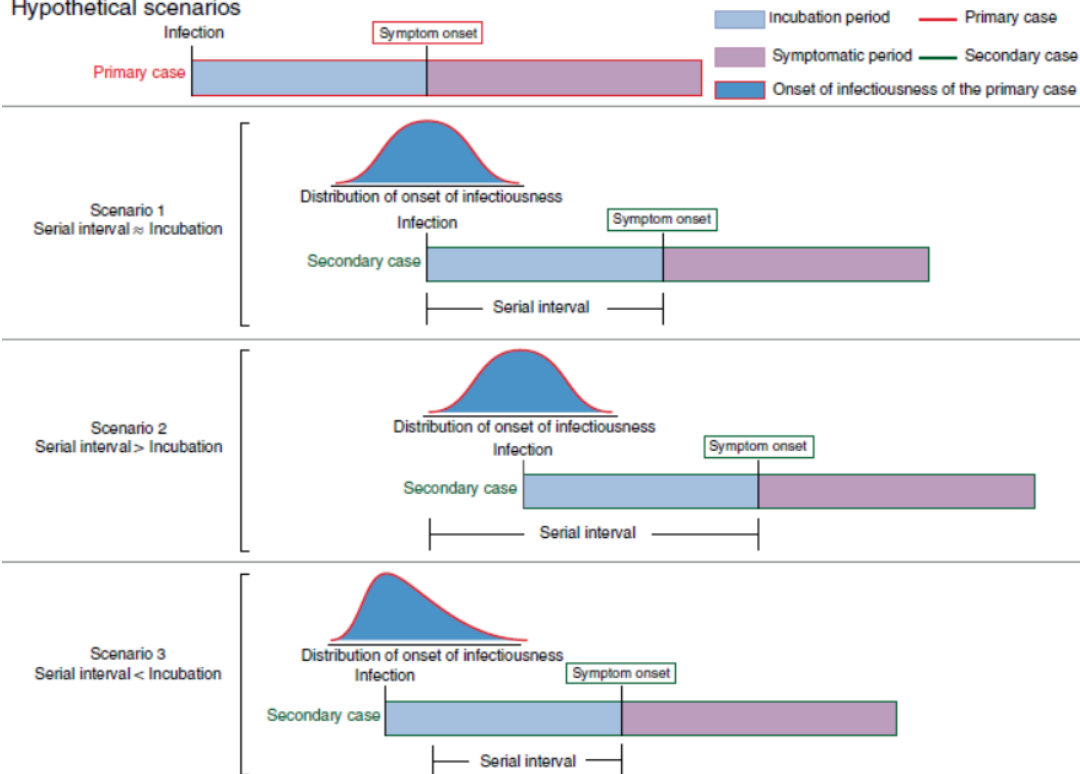 Hypothetical scenarios
Infection
Symptom onset
Primary case
Incubation period
Primary case
Symptomatic period
Secondary case
Onset of infectiousness of the primary case
Scenario 1
Serial interval ≈ Incubation
Distribution of onset of infectiousness
Infection
Symptom onset
Secondary case
Serial interval
Scenario 2
Serial interval > Incubation
Distribution of onset of infectiousness
Infection
Symptom onset
Secondary case
Serial interval
Scenario 3
Serial interval < Incubation
Distribution of onset of infectiousness
Infection
Symptom onset
Secondary case
Serial interval